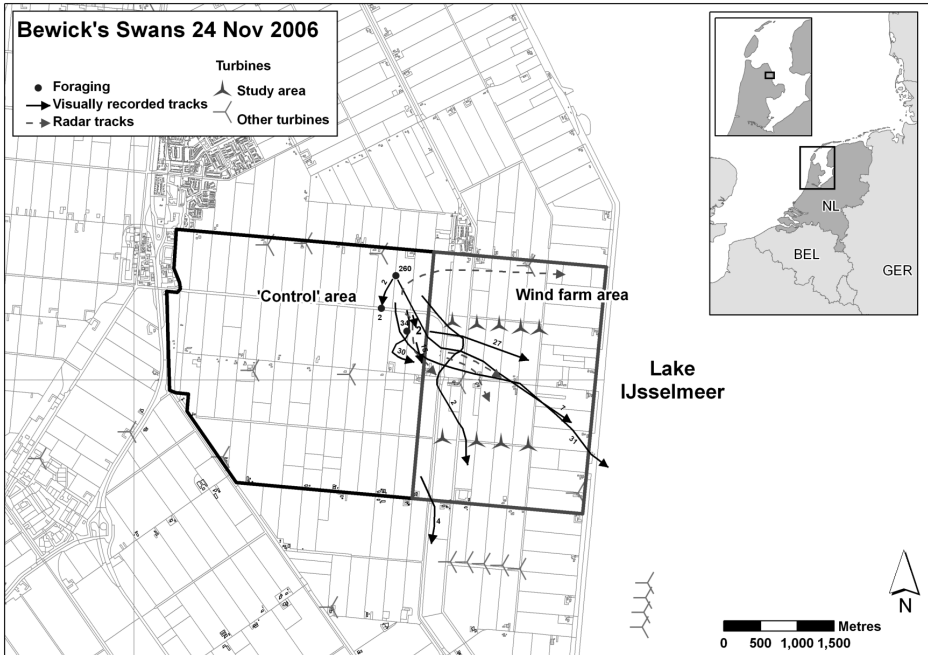 Bewick's Swans 24 Nov 2006
Turbines
Foraging
Study area
Visually recorded tracks
Other turbines
Radar tracks
NL
BEL
GER
260
2
'Control' area
Wind farm area
2
34
2
27
30
Lake
IJsselmeer
2
1
31
4
N
Metres
0 500 1,000 1,500